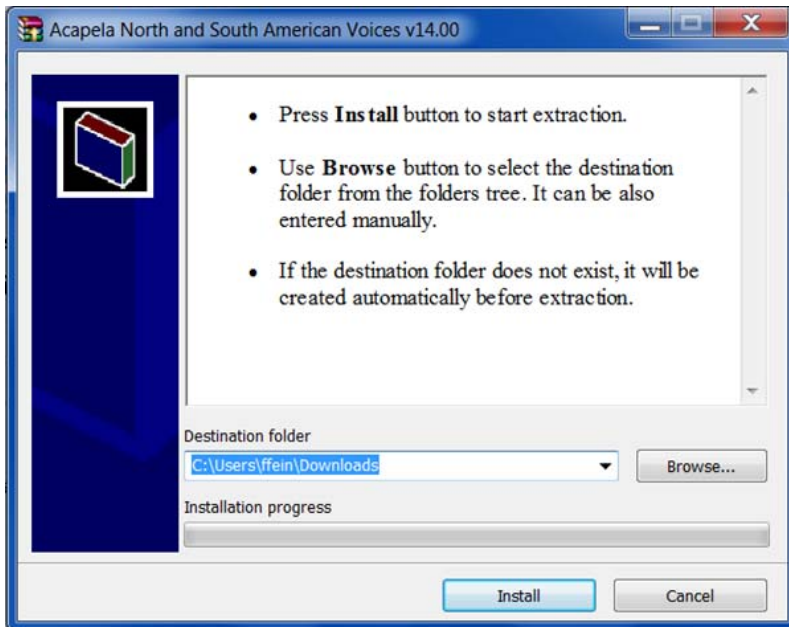 Acapela North and South American Voices v14.00
Press Install button to start extraction.
Use Browse button to select the destination
folder from the folders tree. It can be also
entered manually.
If the destination folder does not exist, it will be
created automatically before extraction.
Destination folder
C:\Users\ffein\Downloads
Browse...
Installation progress
Install
Cancel